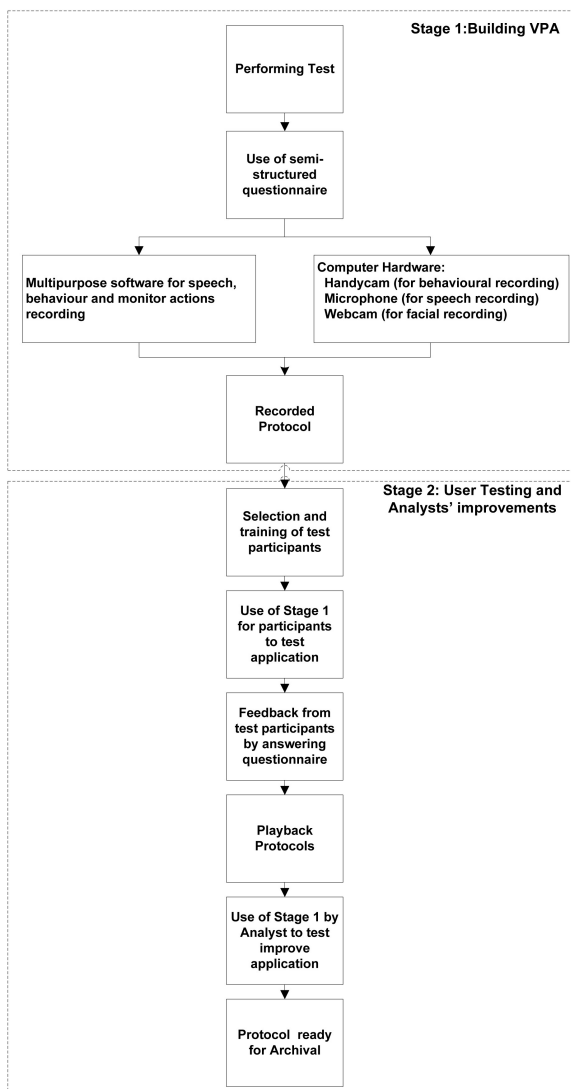 Stage 1:Building VPA
Performing Test
Use of semi-
structured
questionnaire
Multipurpose software for speech,
behaviour and monitor actions
recording
Computer Hardware:
Handycam (for behavioural recording)
Microphone (for speech recording)
Webcam (for facial recording)
Recorded
Protocol
Stage 2: User Testing and
Analysts’ improvements
Selection and
training of test
participants
Use of Stage 1
for participants
to test
application
Feedback from
test participants
by answering
questionnaire
Playback
Protocols
Use of Stage 1 by
Analyst to test
improve
application
Protocol ready
for Archival